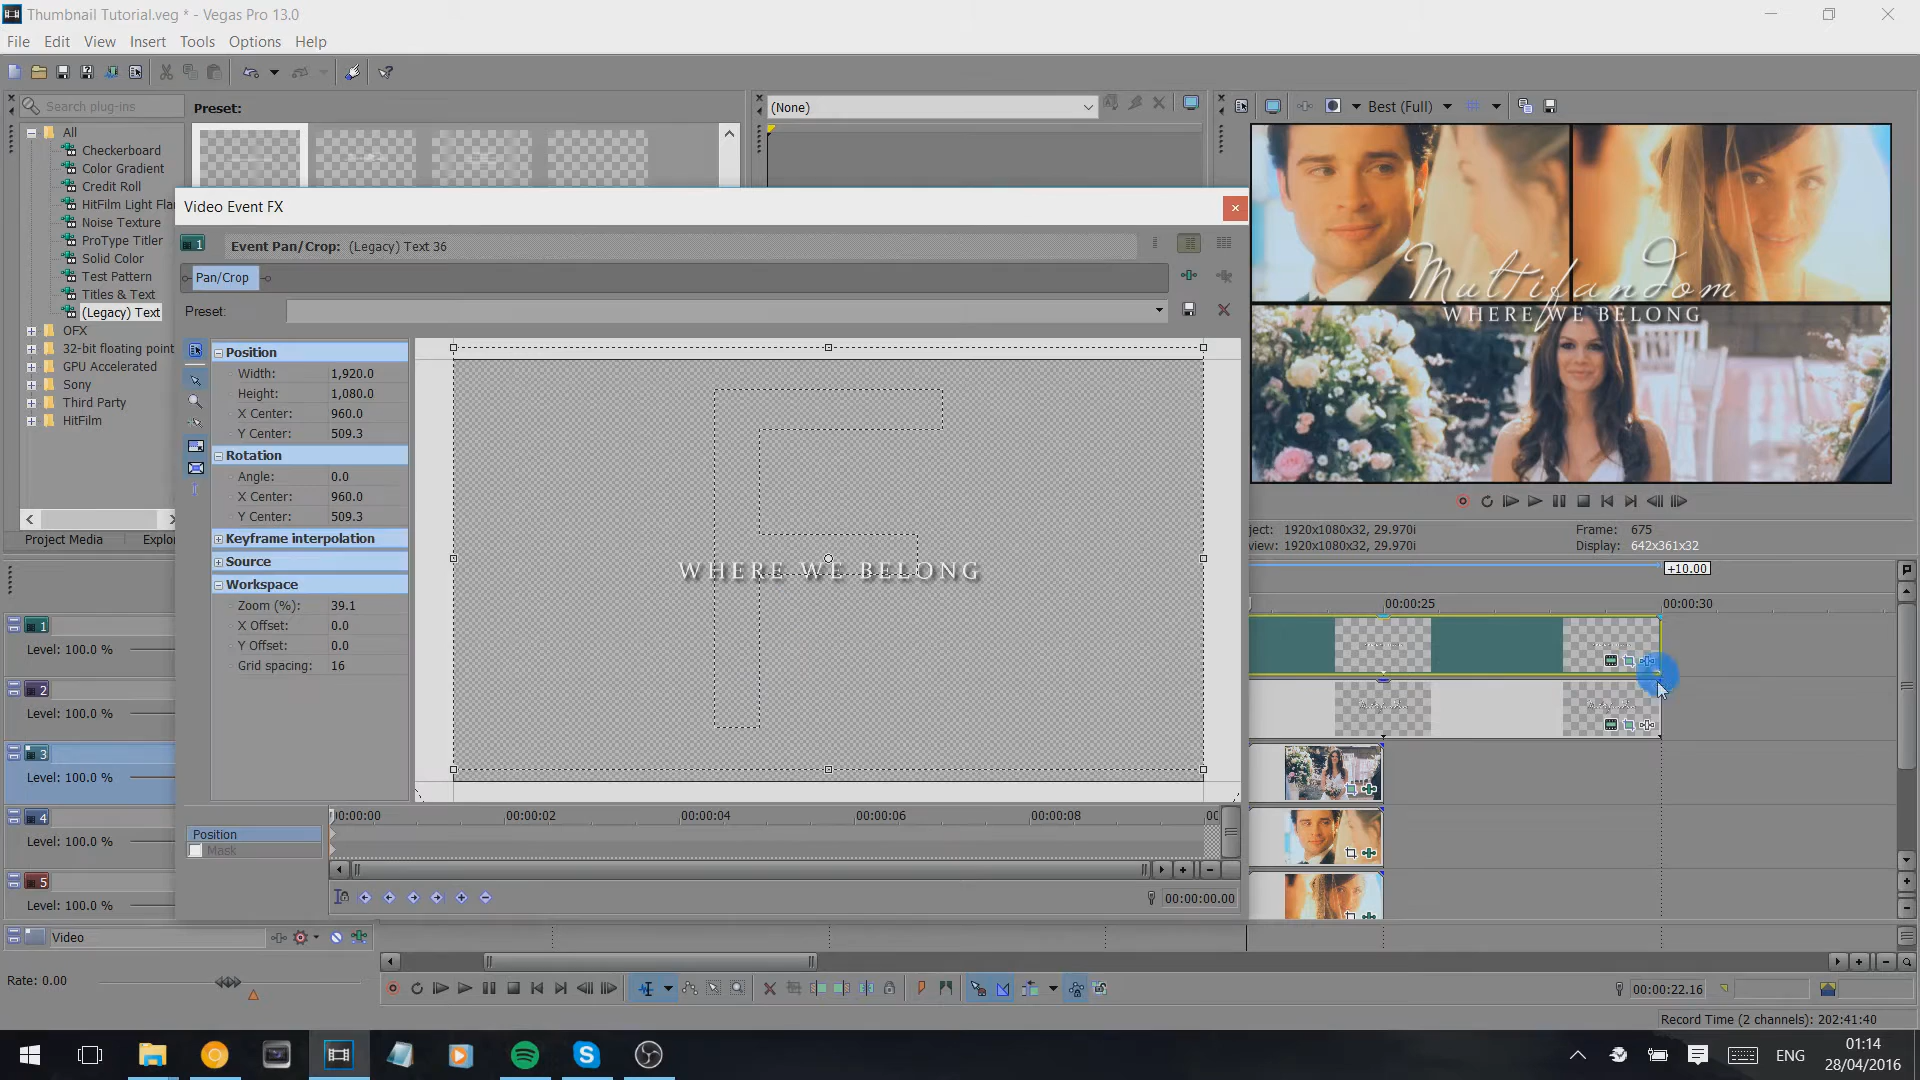 Thumbnail Tutorial.veg * - Vegas Pro 13.0
File Edit View Insert Tools Options Help
Search plug-ins
Preset:
(None)
Best (Full)
All
Checkerboard
Color Gradient
Credit Roll
HitFilm Light Fla
Noise Texture
ProType Titler
Solid Color
Test Pattern
Titles & Text
(Legacy) Text
OFX
32-bit floating point
GPU Accelerated
Sony
Third Party
HitFilm
Project Media
Explor
Video Event FX
1
Event Pan/Crop: (Legacy) Text 36
Pan/Crop
Preset:
Position
Width: 1,920.0
Height: 1,080.0
X Center: 960.0
Y Center: 509.3
Rotation
Angle: 0.0
X Center: 960.0
Y Center: 509.3
Keyframe interpolation
Source
Workspace
Zoom (%): 39.1
X Offset: 0.0
Y Offset: 0.0
Grid spacing: 16
WHERE WE BELONG
Position
Mask
00:00:00
00:00:02
00:00:04
00:00:06
00:00:08
00
00:00:00.00
Multifandom
WHERE WE BELONG
ject: 1920x1080x32, 29.970i
Frame: 675
view: 1920x1080x32, 29.970i
Display: 642x361x32
+10.00
00:00:25
00:00:30
1
Level: 100.0 %
2
Level: 100.0 %
3
Level: 100.0 %
4
Level: 100.0 %
5
Level: 100.0 %
Video
Rate: 0.00
00:00:22.16
Record Time (2 channels): 202:41:40
ENG
01:14
28/04/2016